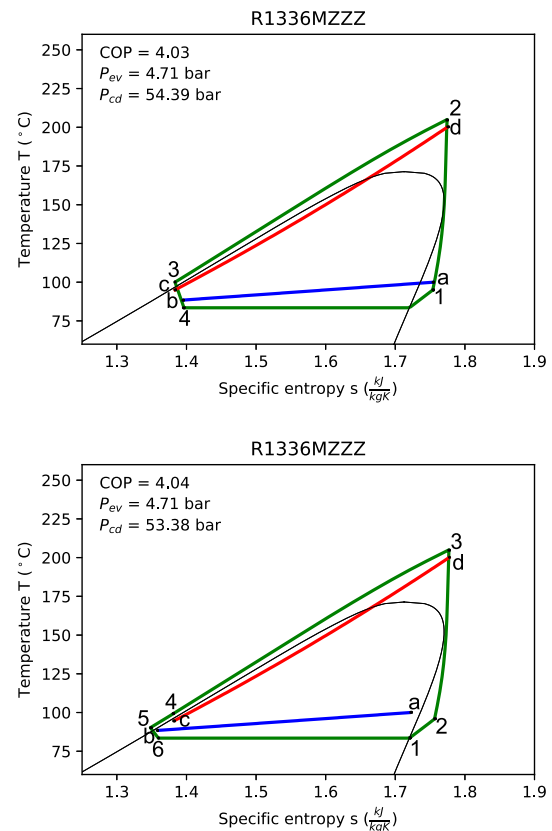 R1336MZZZ
COP = 4.03
P_ev = 4.71 bar
P_cd = 54.39 bar
250
225
200
175
150
125
100
75
Temperature T (°C)
2
d
3
c
b
4
a
1
1.3 1.4 1.5 1.6 1.7 1.8 1.9
Specific entropy s (kJ/kgK)
R1336MZZZ
COP = 4.04
P_ev = 4.71 bar
P_cd = 53.38 bar
250
225
200
175
150
125
100
75
Temperature T (°C)
3
d
4
a
5
c
2
b
6
1
1.3 1.4 1.5 1.6 1.7 1.8 1.9
Specific entropy s (kJ/kgK)